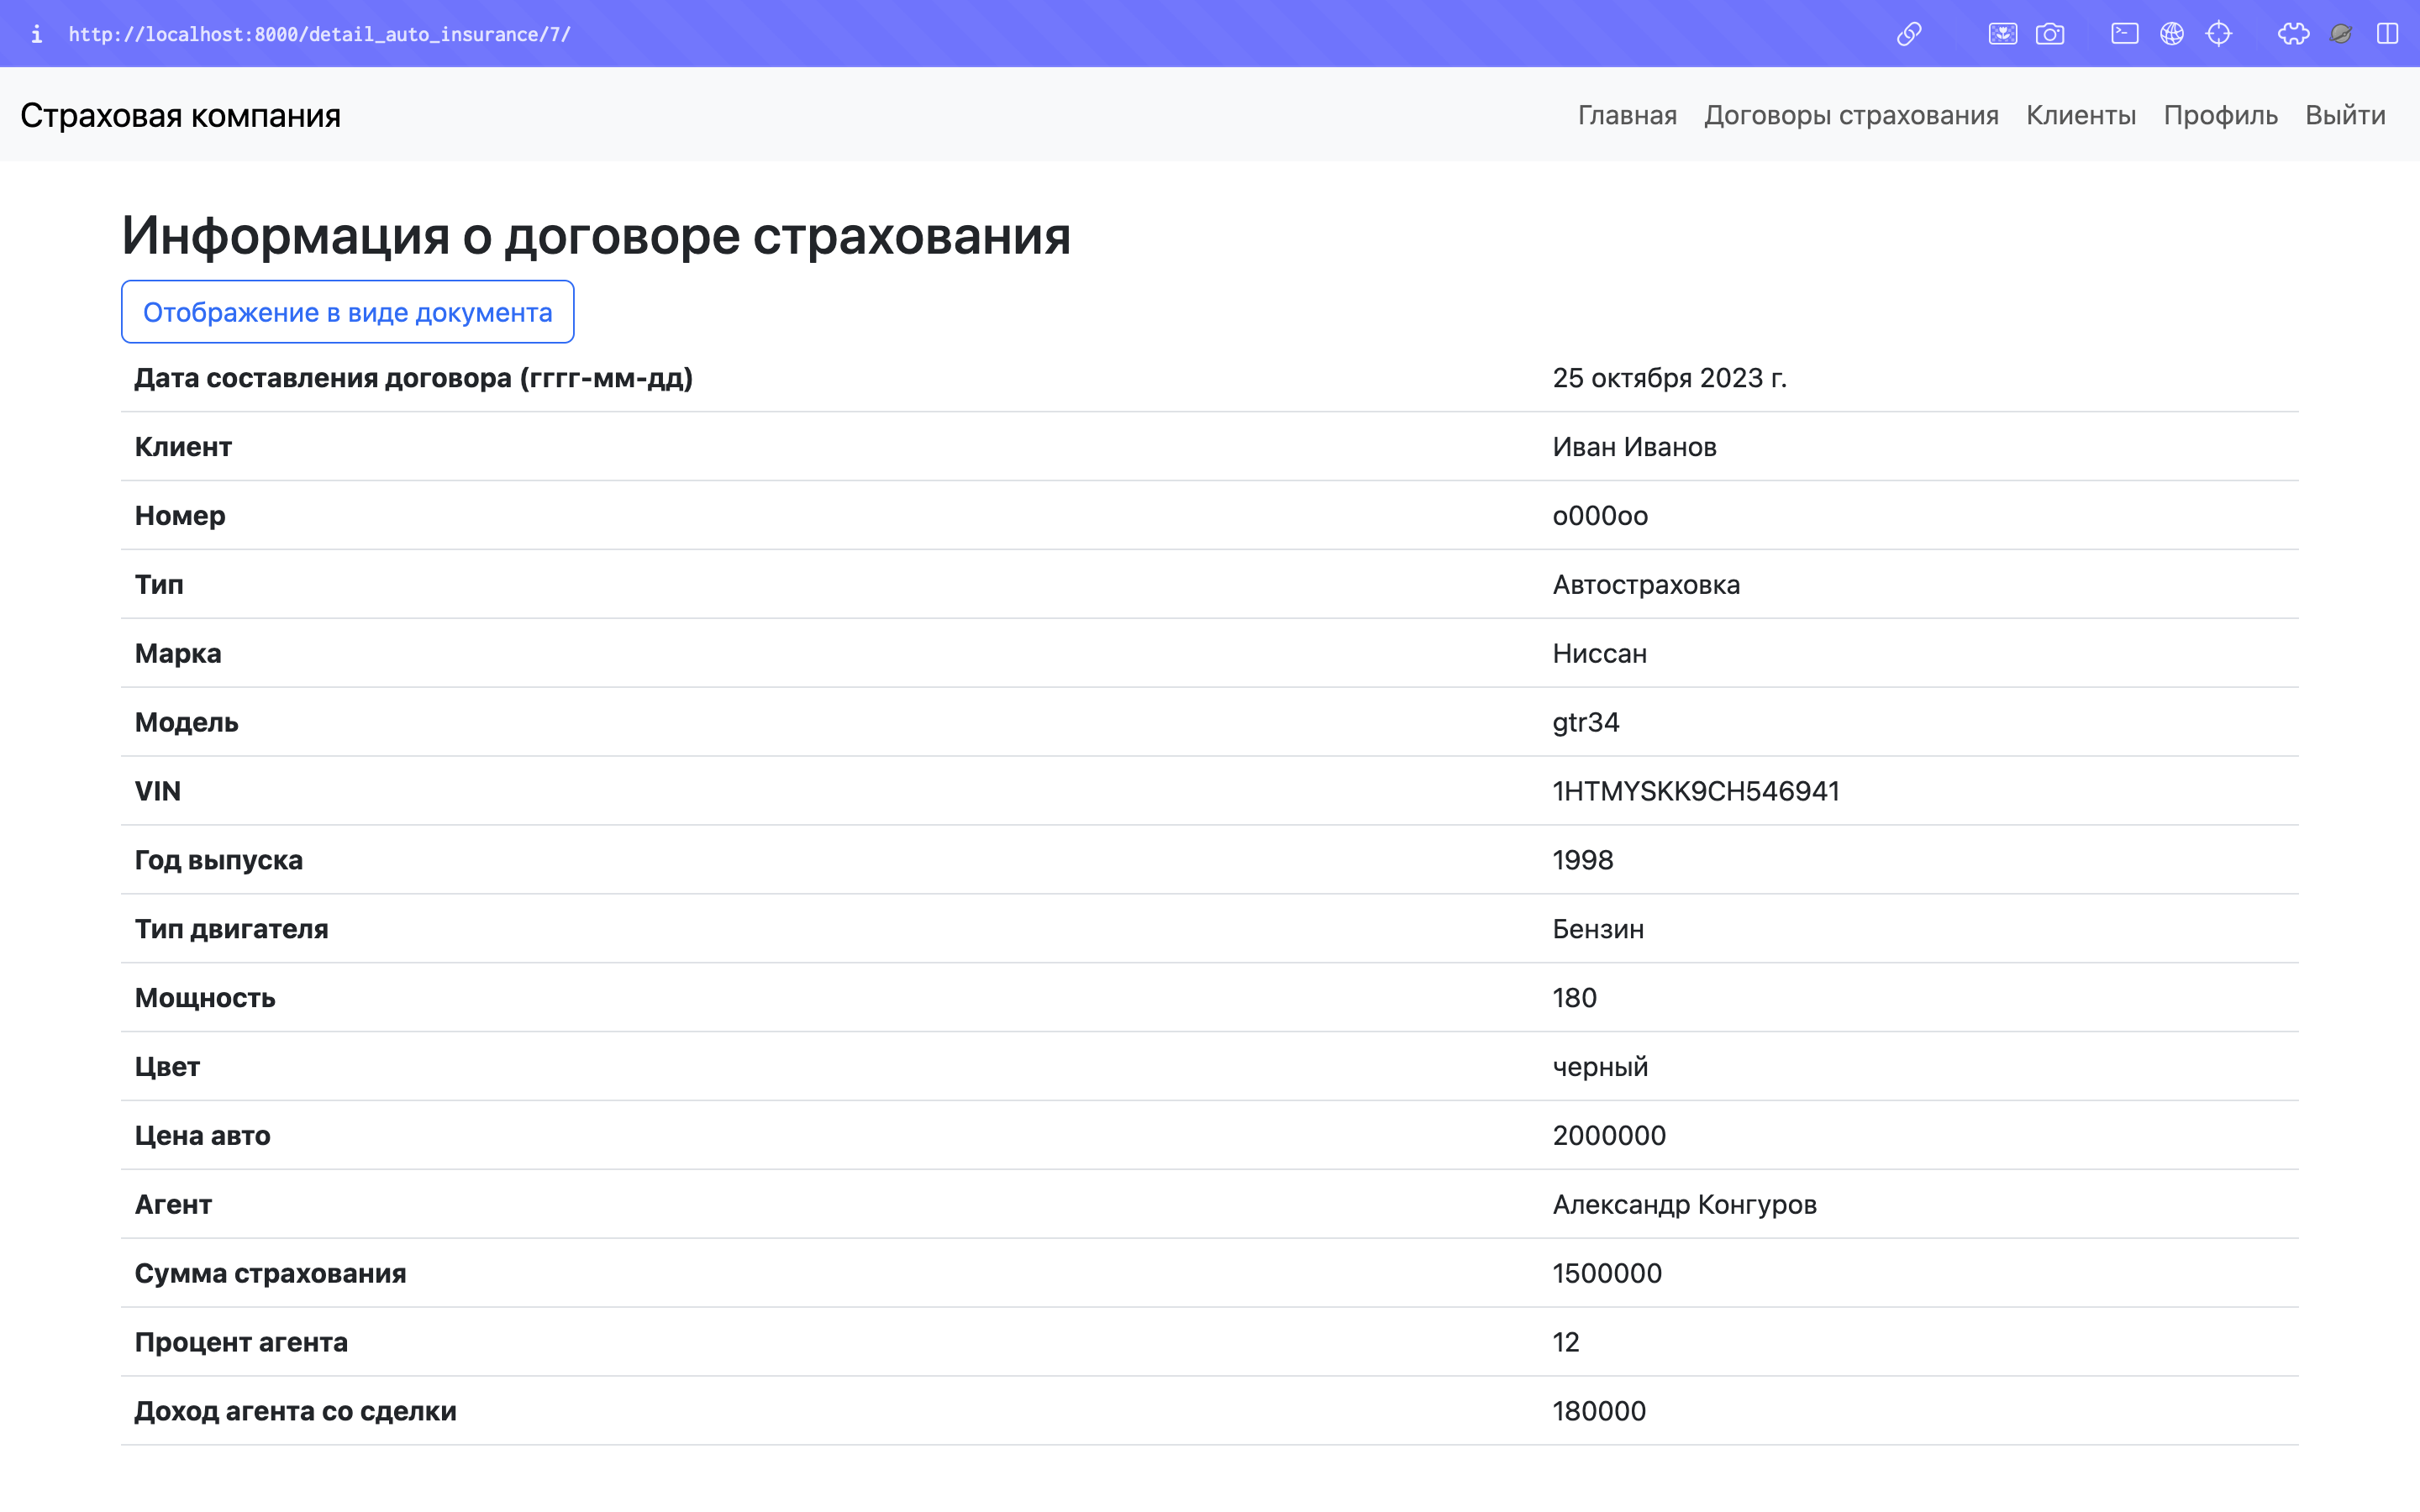 http://localhost:8000/detail_auto_insurance/7/
Страховая компания Главная Договоры страхования Клиенты Профиль Выйти
Информация о договоре страхования
Отображение в виде документа
Дата составления договора (гггг-мм-дд) 25 октября 2023 г.
Клиент Иван Иванов
Номер о000оо
Тип Автостраховка
Марка Ниссан
Модель gtr34
VIN 1HTMYSKK9CH546941
Год выпуска 1998
Тип двигателя Бензин
Мощность 180
Цвет черный
Цена авто 2000000
Агент Александр Конгуров
Сумма страхования 1500000
Процент агента 12
Доход агента со сделки 180000